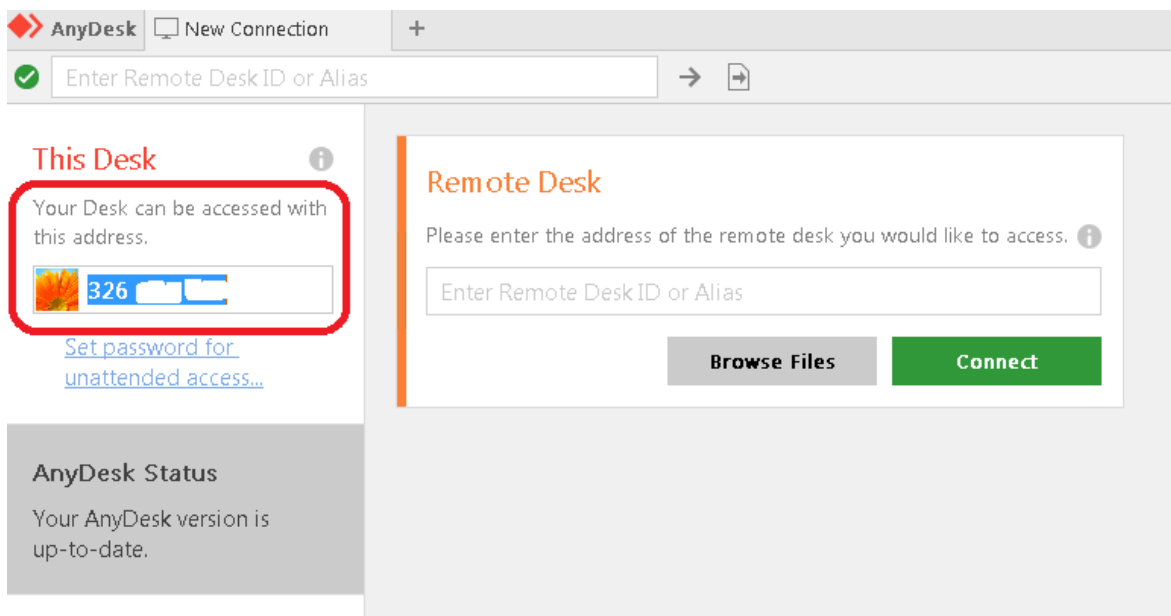 AnyDesk
New Connection
+
Enter Remote Desk ID or Alias
This Desk
Your Desk can be accessed with
this address.
326
Set password for
unattended access...
AnyDesk Status
Your AnyDesk version is
up-to-date.
Remote Desk
Please enter the address of the remote desk you would like to access.
Enter Remote Desk ID or Alias
Browse Files
Connect